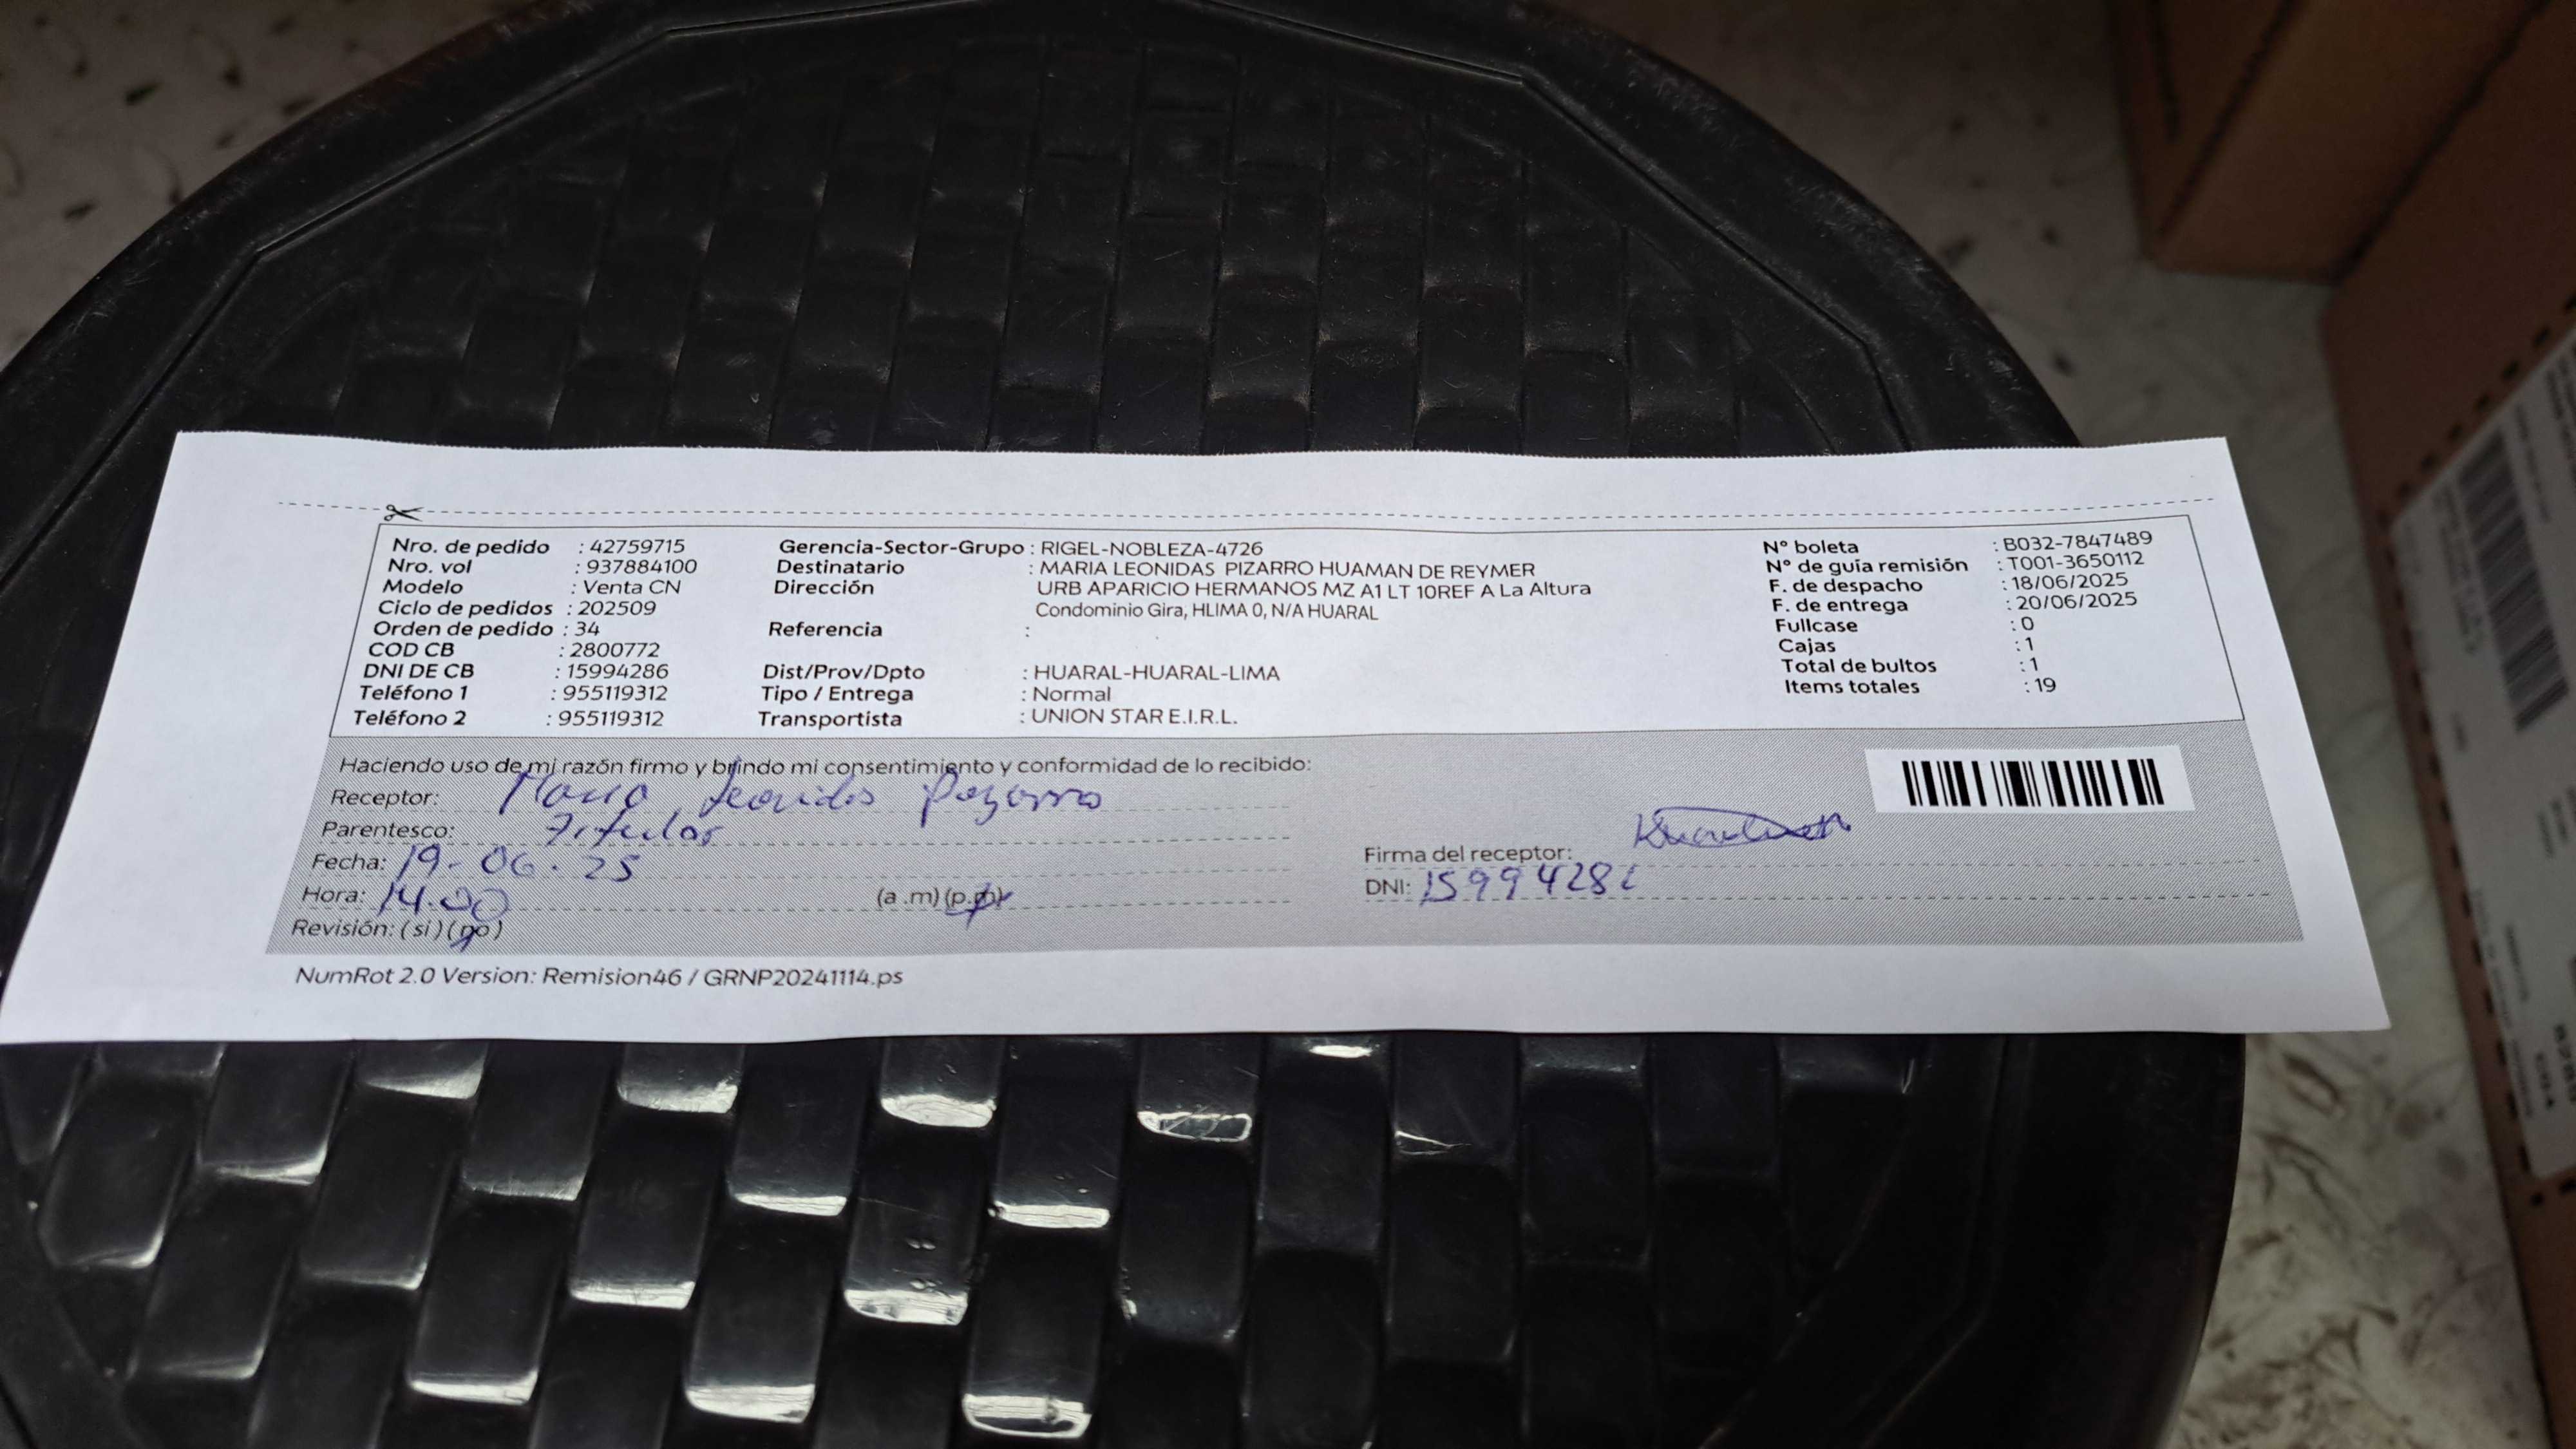 Nro. de pedido : 42759715
Nro. vol : 937884100
Modelo : Venta CN
Ciclo de pedidos : 202509
Orden de pedido : 34
COD CB : 2800772
DNI DE CB : 15994286
Teléfono 1 : 955119312
Teléfono 2 : 955119312
Gerencia-Sector-Grupo : RIGEL-NOBLEZA-4726
Destinatario : MARIA LEONIDAS PIZARRO HUAMAN DE REYMER
Dirección URB APARICIO HERMANOS MZ A1 LT 10REF A La Altura
Condominio Gira, HLIMA 0, N/A HUARAL
Referencia :
Dist/Prov/Dpto : HUARAL-HUARAL-LIMA
Tipo / Entrega : Normal
Transportista : UNION STAR E.I.R.L.
N° boleta : B032-7847489
N° de guía remisión : T001-3650112
F. de despacho : 18/06/2025
F. de entrega : 20/06/2025
Fullcase : 0
Cajas : 1
Total de bultos : 1
Items totales : 19
Haciendo uso de mi razón firmo y brindo mi consentimiento y conformidad de lo recibido:
Receptor: Maria Leonidas Pizarro
Parentesco: Titular
Fecha: 19-06-25
Hora: 14.00 (a .m) (p.m)
Revisión: (si) (no)
Firma del receptor:
DNI: 15994286
NumRot 2.0 Version: Remision46 / GRNP20241114.ps